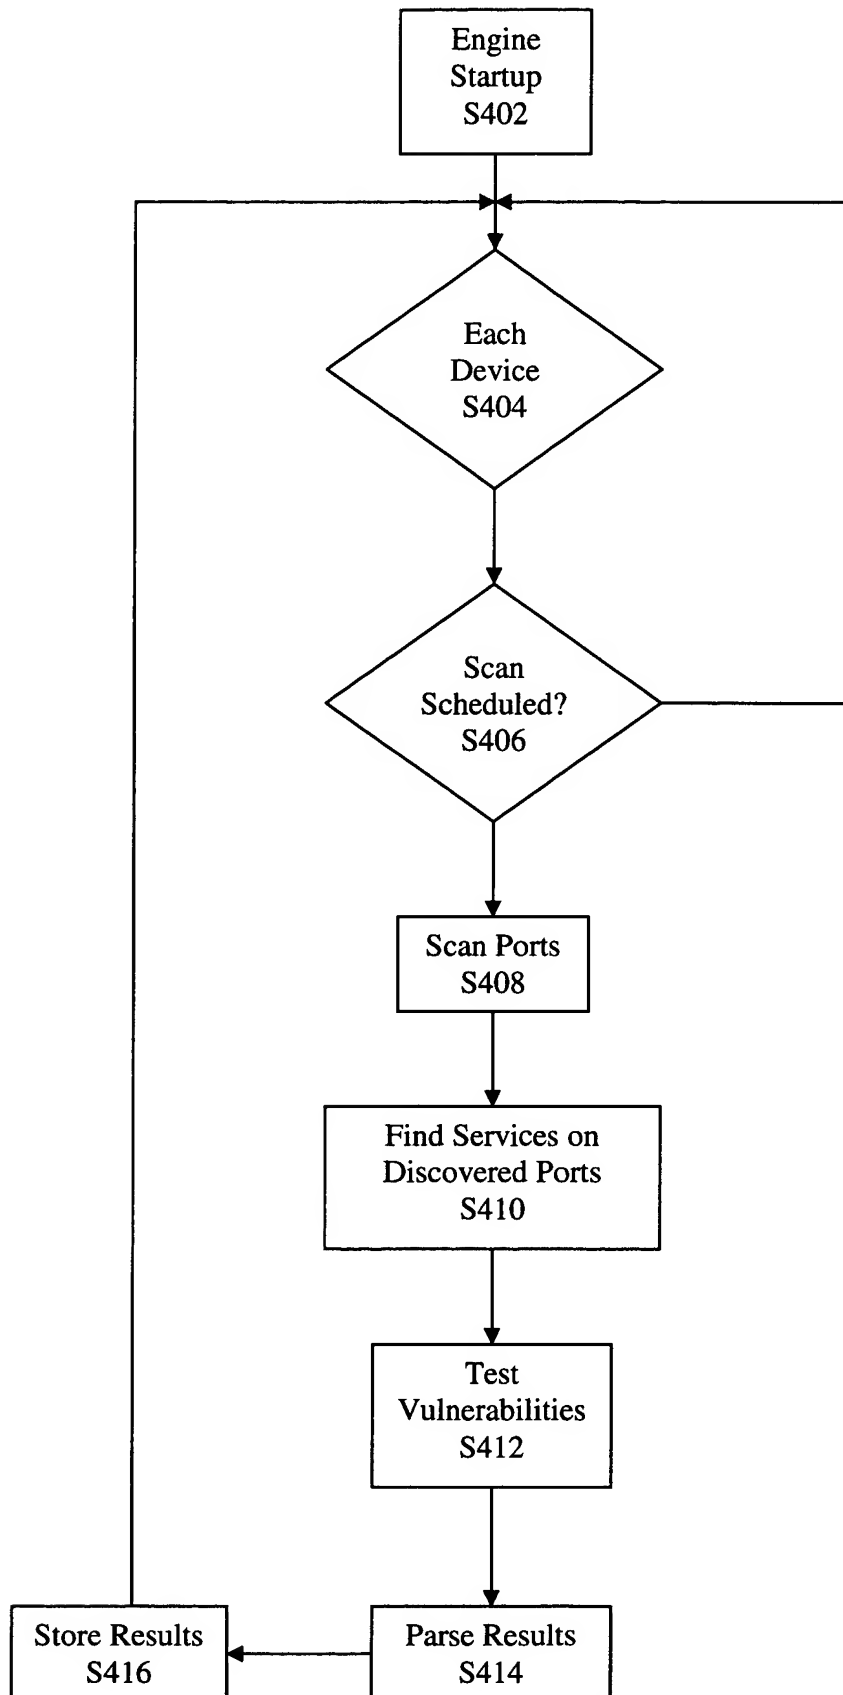 Engine
Startup
S402
Each
Device
S404
Scan
Scheduled?
S406
Scan Ports
S408
Find Services on
Discovered Ports
S410
Test
Vulnerabilities
S412
Store Results
S416
Parse Results
S414